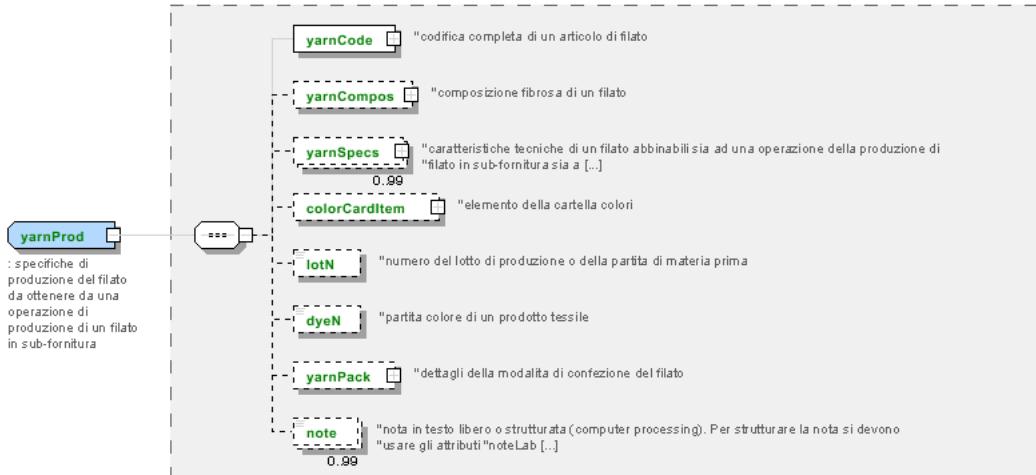 yarnCode
"codifica completa di un articolo di filato
yarnCompos
"composizione fibrosa di un filato
yarnSpecs
"caratteristiche tecniche di un filato abbinabili sia ad una operazione della produzione di
"filato in sub-fornitura sia a [...]
0..99
colorCardItem
"elemento della cartella colori
yarnProd
: specifiche di
produzione del filato
da ottenere da una
operazione di
produzione di un filato
in sub-fornitura
lotN
"numero del lotto di produzione o della partita di materia prima
dyeN
"partita colore di un prodotto tessile
yarnPack
"dettagli della modalita di confezione del filato
note
"nota in testo libero o strutturata (computer processing). Per strutturare la nota si devono
"usare gli attributi "noteLab [...]
0..99